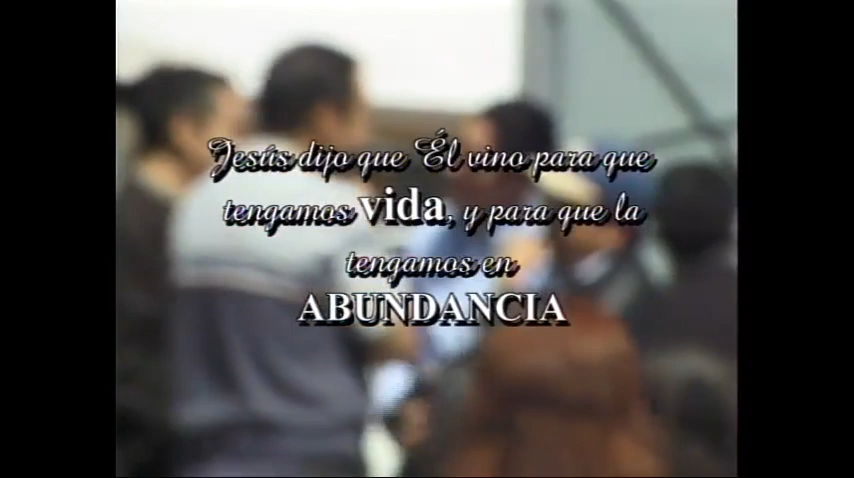 Jesús dijo que Él vino para que
tengamos vida, y para que la
tengamos en
ABUNDANCIA